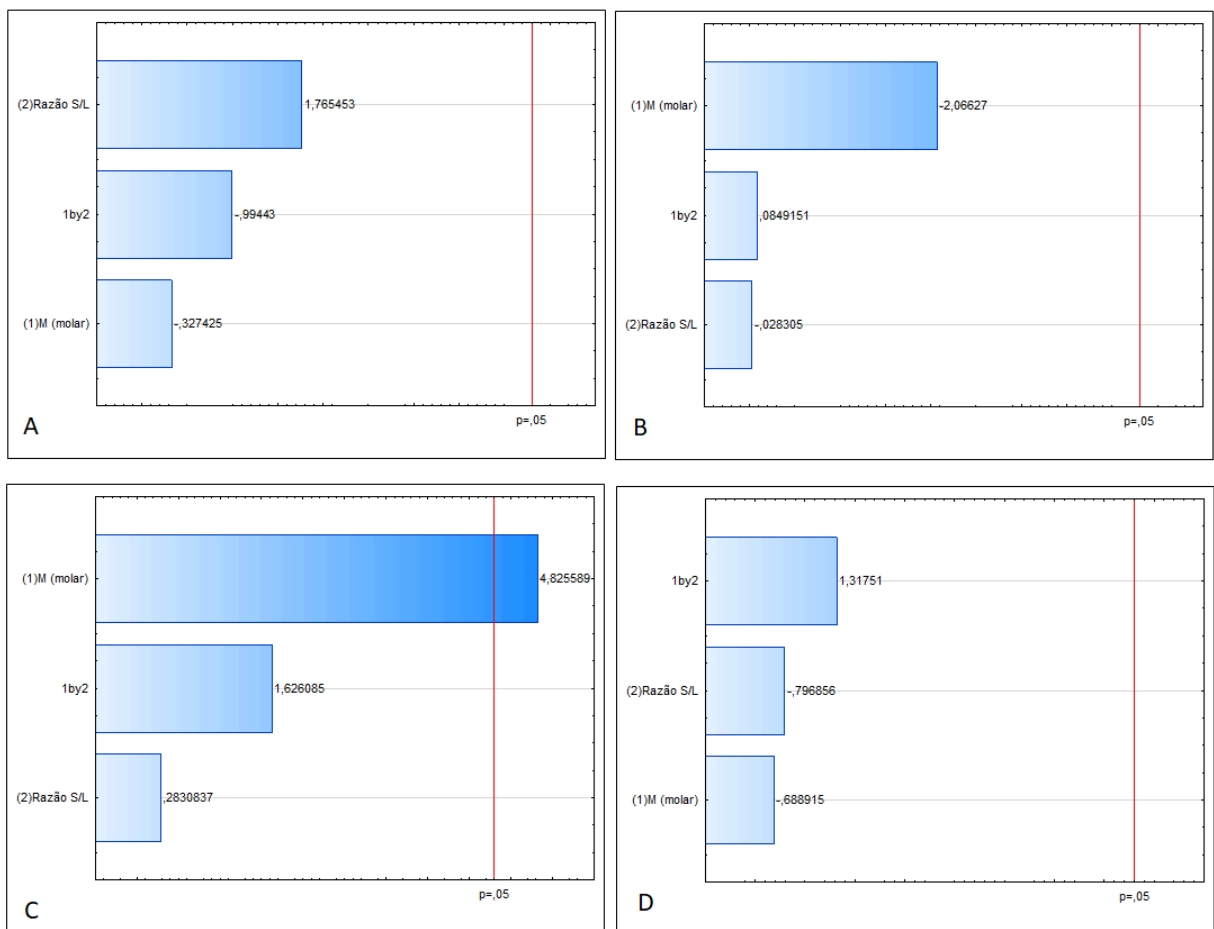 (2)Razão S/L
1,765453
1by2
-,99443
(1)M (molar)
-,327425
p=,05
A
(1)M (molar)
-2,06627
1by2
,0849151
(2)Razão S/L
-,028305
p=,05
B
(1)M (molar)
4,825589
1by2
1,626085
(2)Razão S/L
,2830837
p=,05
C
1by2
1,31751
(2)Razão S/L
-,796856
(1)M (molar)
-,688915
p=,05
D